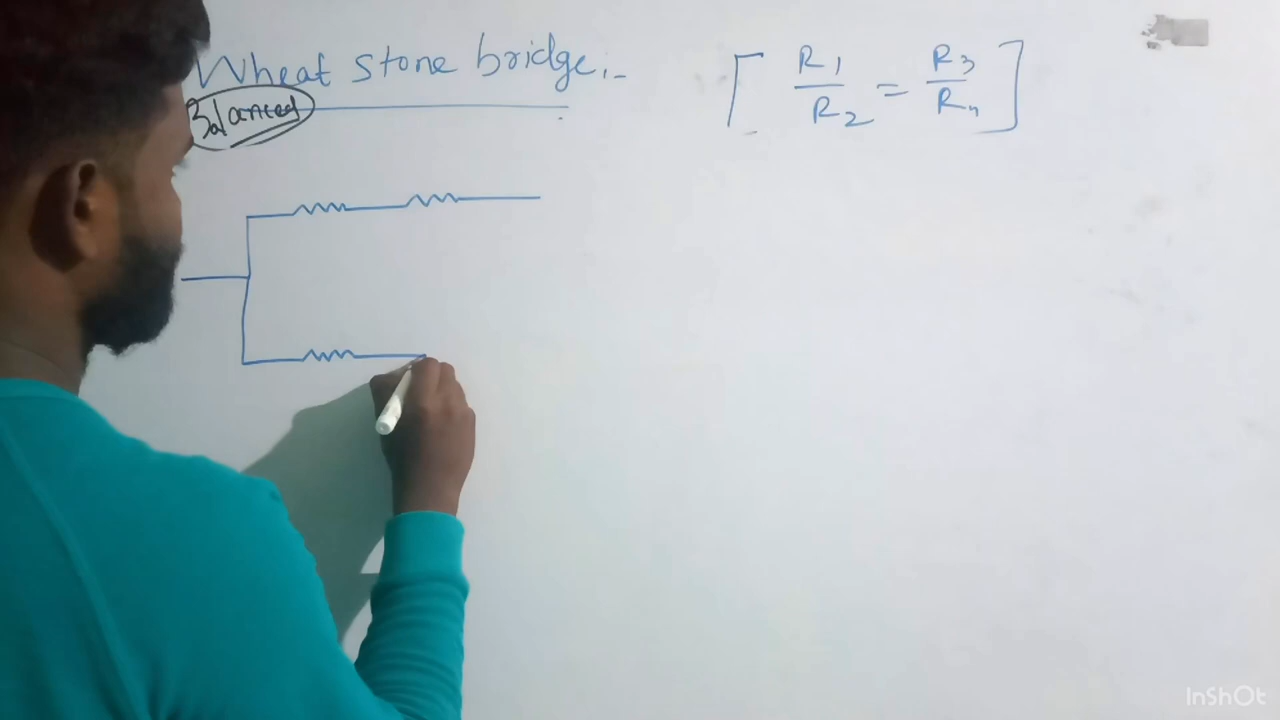 Wheat stone bridge.-
Balanced
[ R1/R2 = R3/R4 ]
InShOt